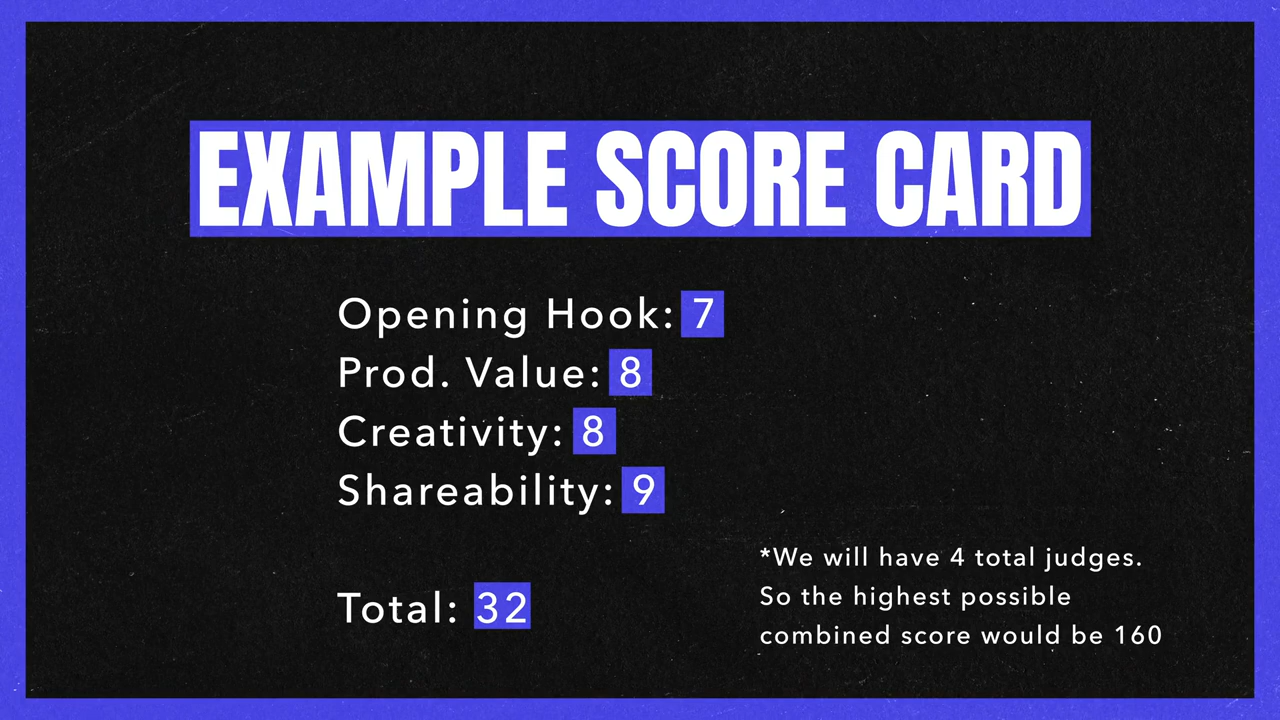 EXAMPLE SCORE CARD
Opening Hook: 7
Prod. Value: 8
Creativity: 8
Shareability: 9
Total: 32
*We will have 4 total judges.
So the highest possible
combined score would be 160